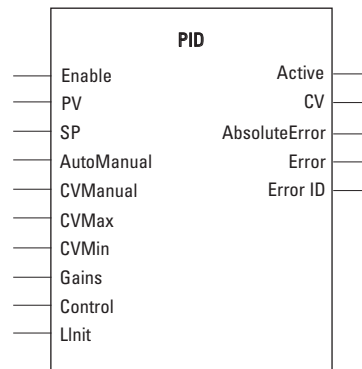 PID
Enable
Active
PV
CV
SP
AbsoluteError
AutoManual
Error
CVManual
Error ID
CVMax
CVMin
Gains
Control
LInit